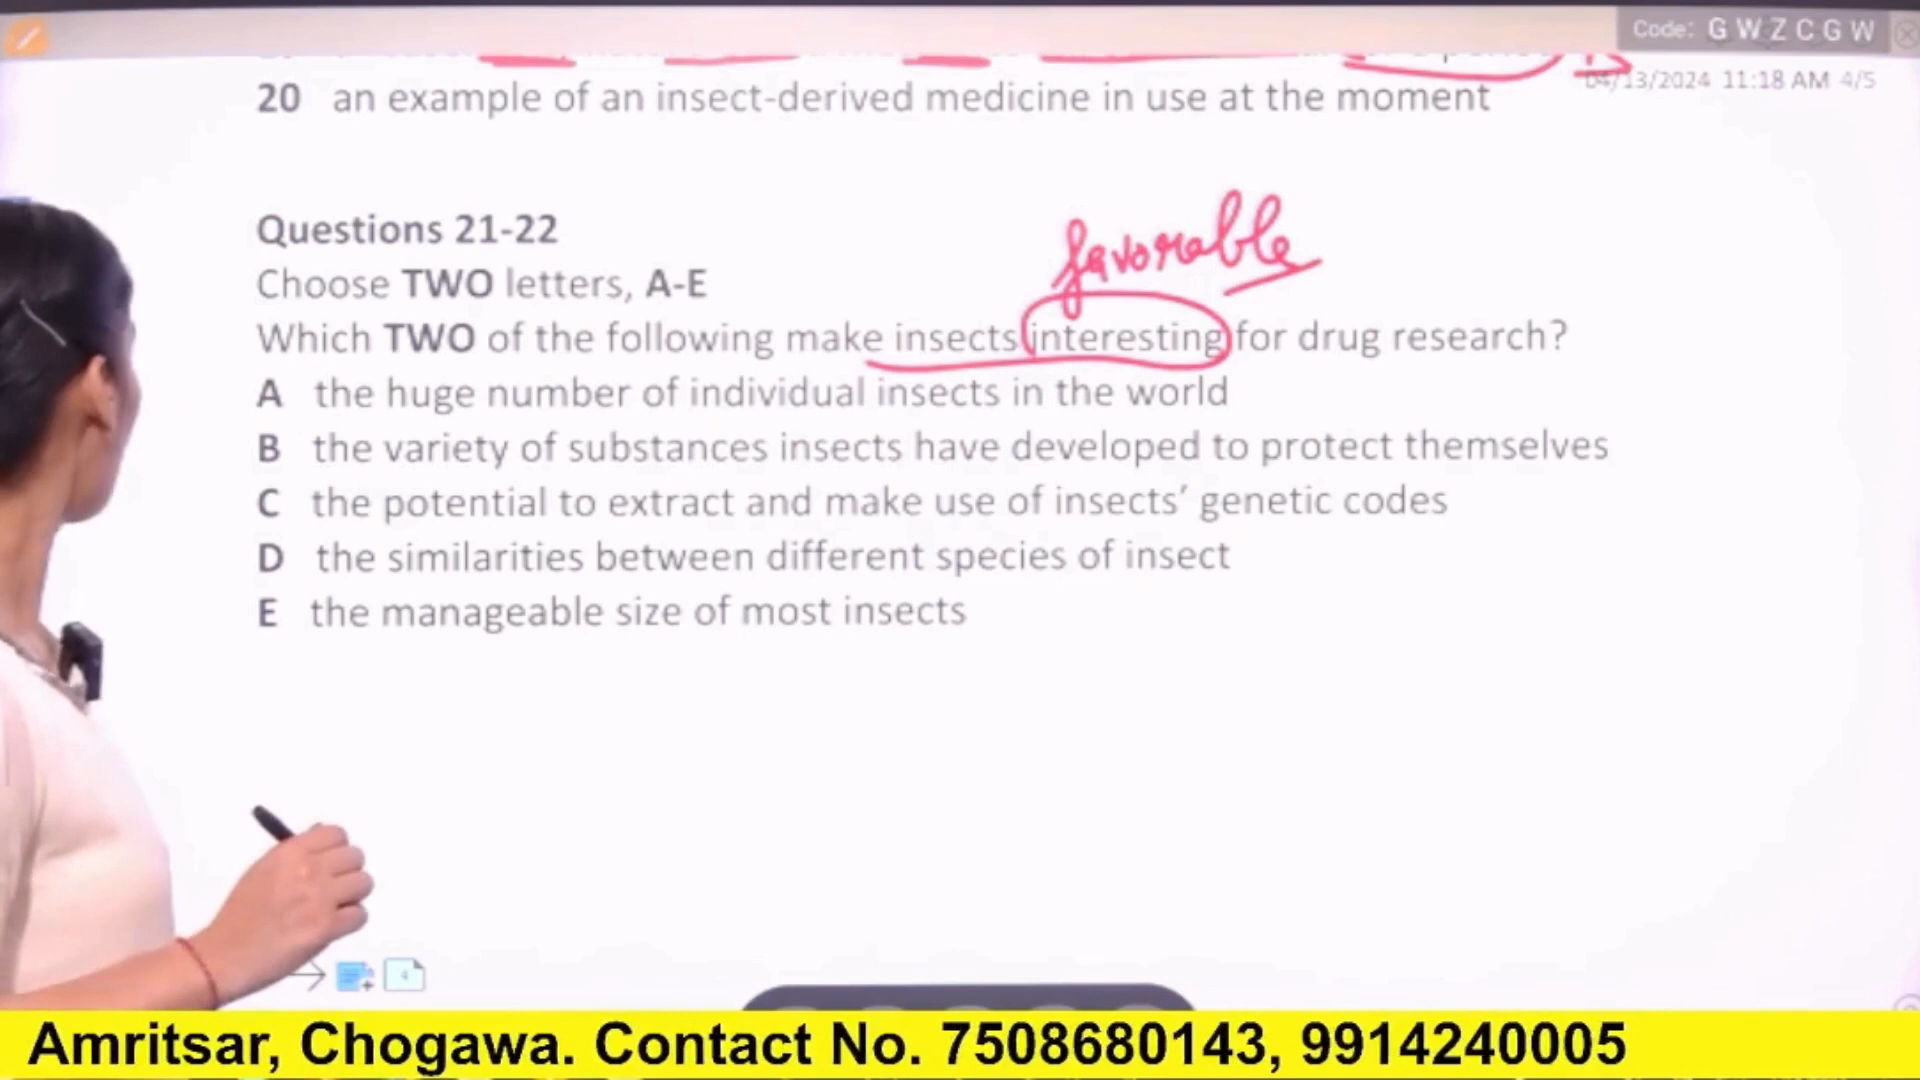 Code: GWZCGW
04/13/2024 11:18 AM 4/5
20 an example of an insect-derived medicine in use at the moment
Questions 21-22
favorable
Choose TWO letters, A-E
Which TWO of the following make insects interesting for drug research?
A the huge number of individual insects in the world
B the variety of substances insects have developed to protect themselves
C the potential to extract and make use of insects' genetic codes
D the similarities between different species of insect
E the manageable size of most insects
4
Amritsar, Chogawa. Contact No. 7508680143, 9914240005